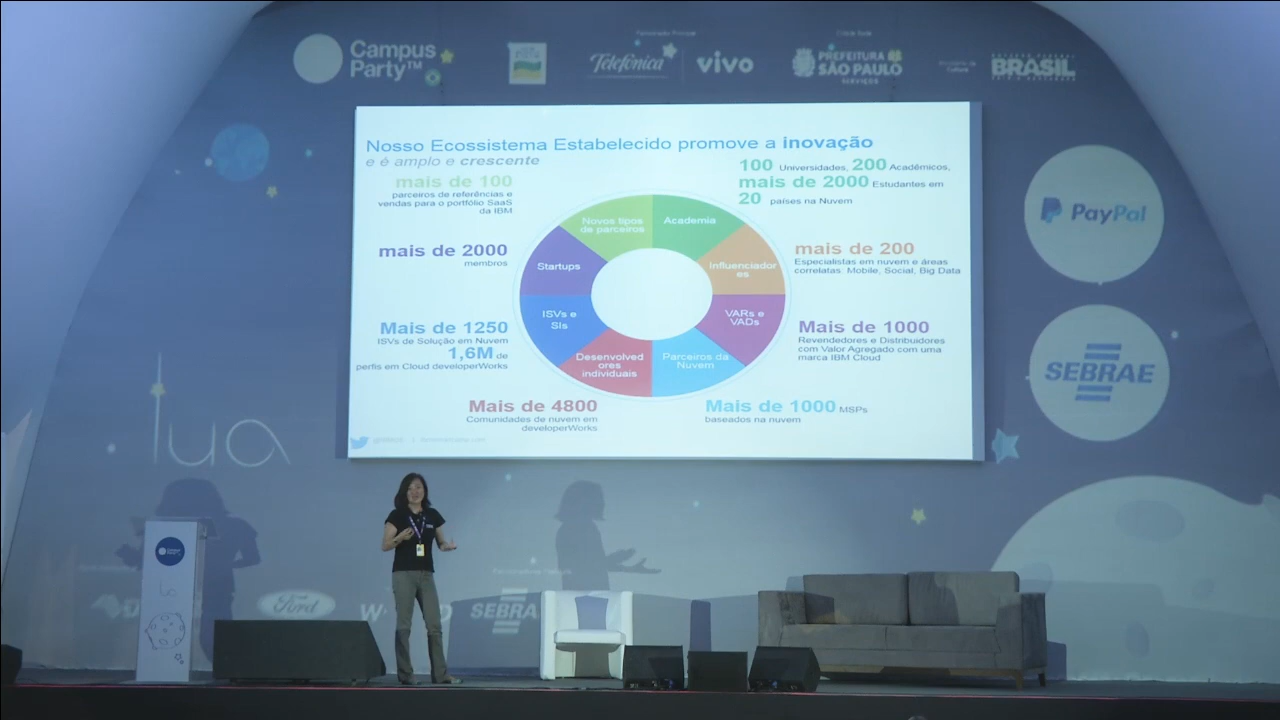 Campus
Party™
Telefónica
vivo
PREFEITURA DE
SÃO PAULO
SERVIÇOS
Cultura
BRASIL
Nosso Ecossistema Estabelecido promove a inovação
e é amplo e crescente
mais de 100
parceiros de referências e
vendas para o portfólio SaaS
da IBM
100 Universidades, 200 Acadêmicos,
mais de 2000 Estudantes em
20 países na Nuvem
mais de 2000
membros
mais de 200
Especialistas em nuvem e áreas
correlatas: Mobile, Social, Big Data
Mais de 1250
ISVs de Solução em Nuvem
1,6M de
perfis em Cloud developerWorks
Mais de 1000
Revendedores e Distribuidores
com Valor Agregado com uma
marca IBM Cloud
Mais de 4800
Comunidades de nuvem em
developerWorks
Mais de 1000 MSPs
baseados na nuvem
Novos tipos
de parceiros
Academia
Startups
Influenciador
es
ISVs e
SIs
VARs e
VADs
Desenvolved
ores
individuais
Parceiros da
Nuvem
PayPal
SEBRAE
lua
Campus
Party
Ford
SEBRA